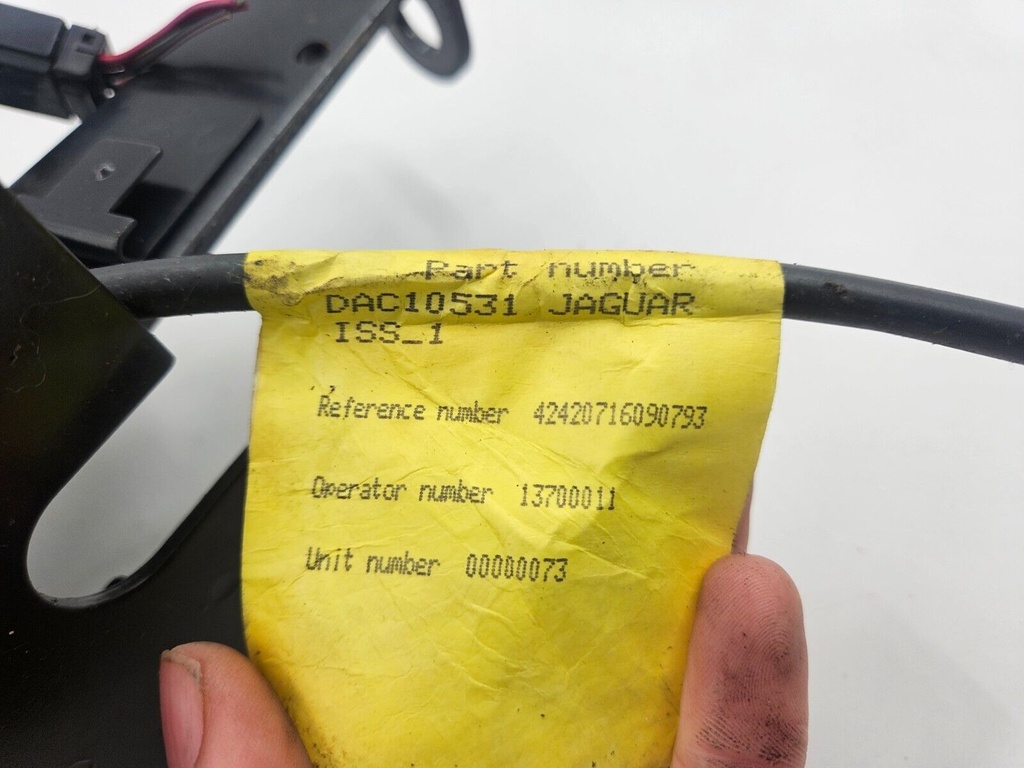 Part number
DAC10531 JAGUAR
ISS_1
Reference number 42420716090793
Operator number 13700011
Unit number 00000073